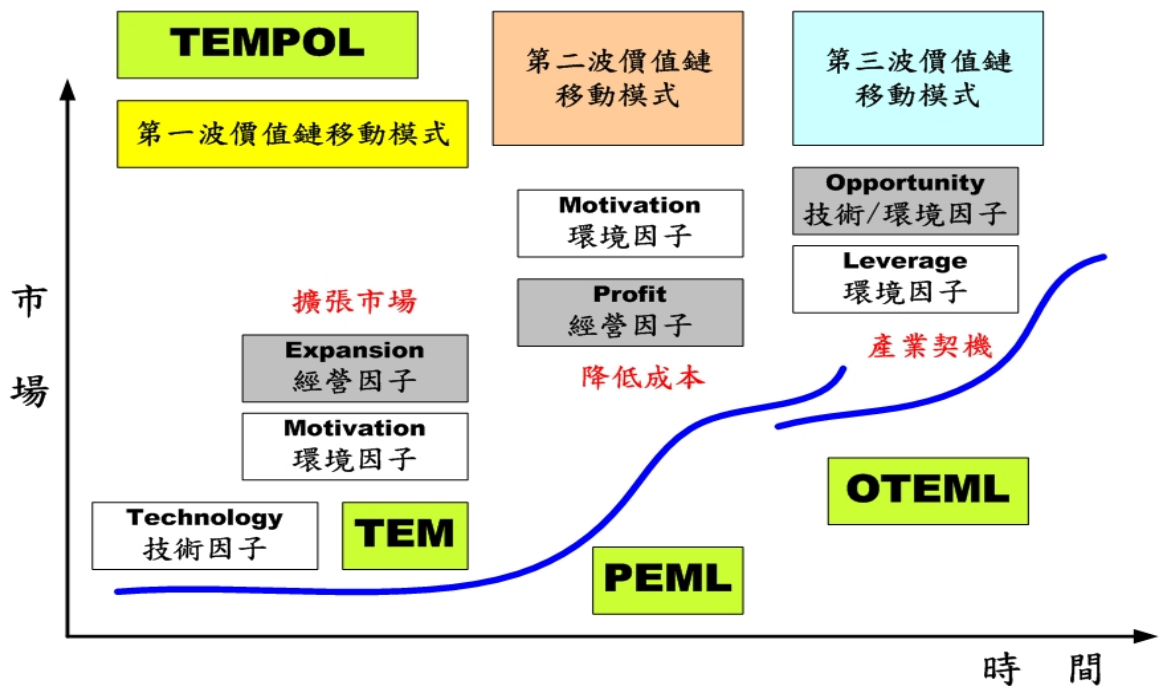 TEMPOL
第一波價值鏈移動模式
第二波價值鏈
移動模式
第三波價值鏈
移動模式
市
場
擴張市場
Expansion
經營因子
Motivation
環境因子
Technology
技術因子
TEM
Motivation
環境因子
Profit
經營因子
降低成本
PEML
Opportunity
技術/環境因子
Leverage
環境因子
產業契機
OTEML
時 間